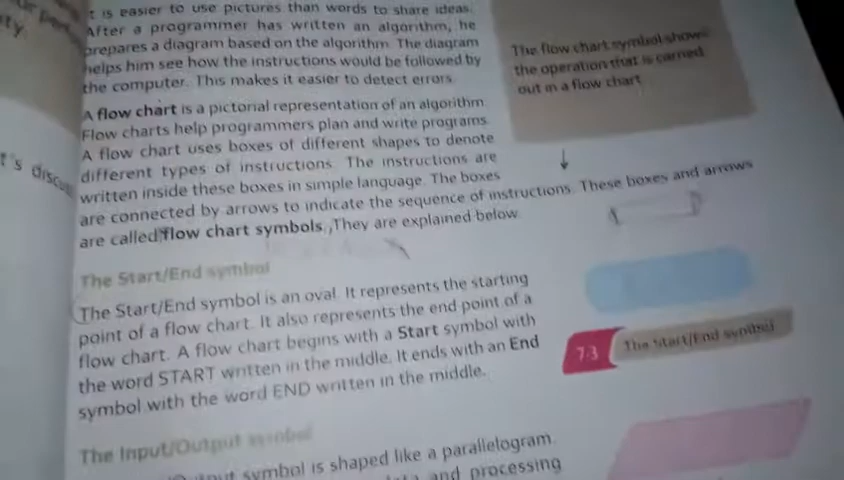 t is easier to use pictures than words to share ideas.
After a programmer has written an algorithm, he
prepares a diagram based on the algorithm. The diagram
helps him see how the instructions would be followed by
the computer. This makes it easier to detect errors.
A flow chart is a pictorial representation of an algorithm.
Flow charts help programmers plan and write programs.
A flow chart uses boxes of different shapes to denote
different types of instructions. The instructions are
written inside these boxes in simple language. The boxes
are connected by arrows to indicate the sequence of instructions. These boxes and arrows
are called flow chart symbols. They are explained below.
The flow chart symbol shows
the operation that is carried
out in a flow chart
t's discu
The Start/End symbol
The Start/End symbol is an oval. It represents the starting
point of a flow chart. It also represents the end point of a
flow chart. A flow chart begins with a Start symbol with
the word START written in the middle. It ends with an End
symbol with the word END written in the middle.
7.3 The Start/End symbol
The Input/Output symbol
symbol is shaped like a parallelogram.
and processing